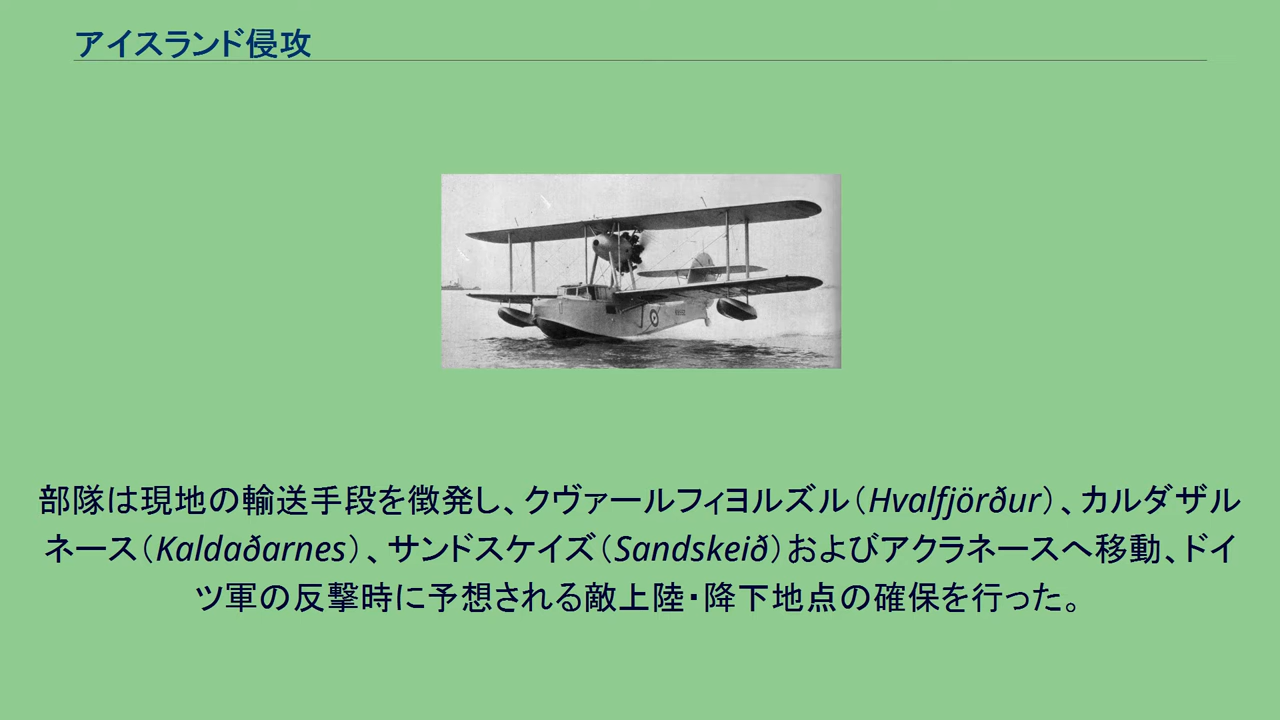 アイスランド侵攻
部隊は現地の輸送手段を徴発し、クヴァールフィヨルズル（Hvalfjörður）、カルダザル
ネース（Kaldaðarnes）、サンドスケイズ（Sandskeið）およびアクラネースへ移動、ドイ
ツ軍の反撃時に予想される敵上陸・降下地点の確保を行った。